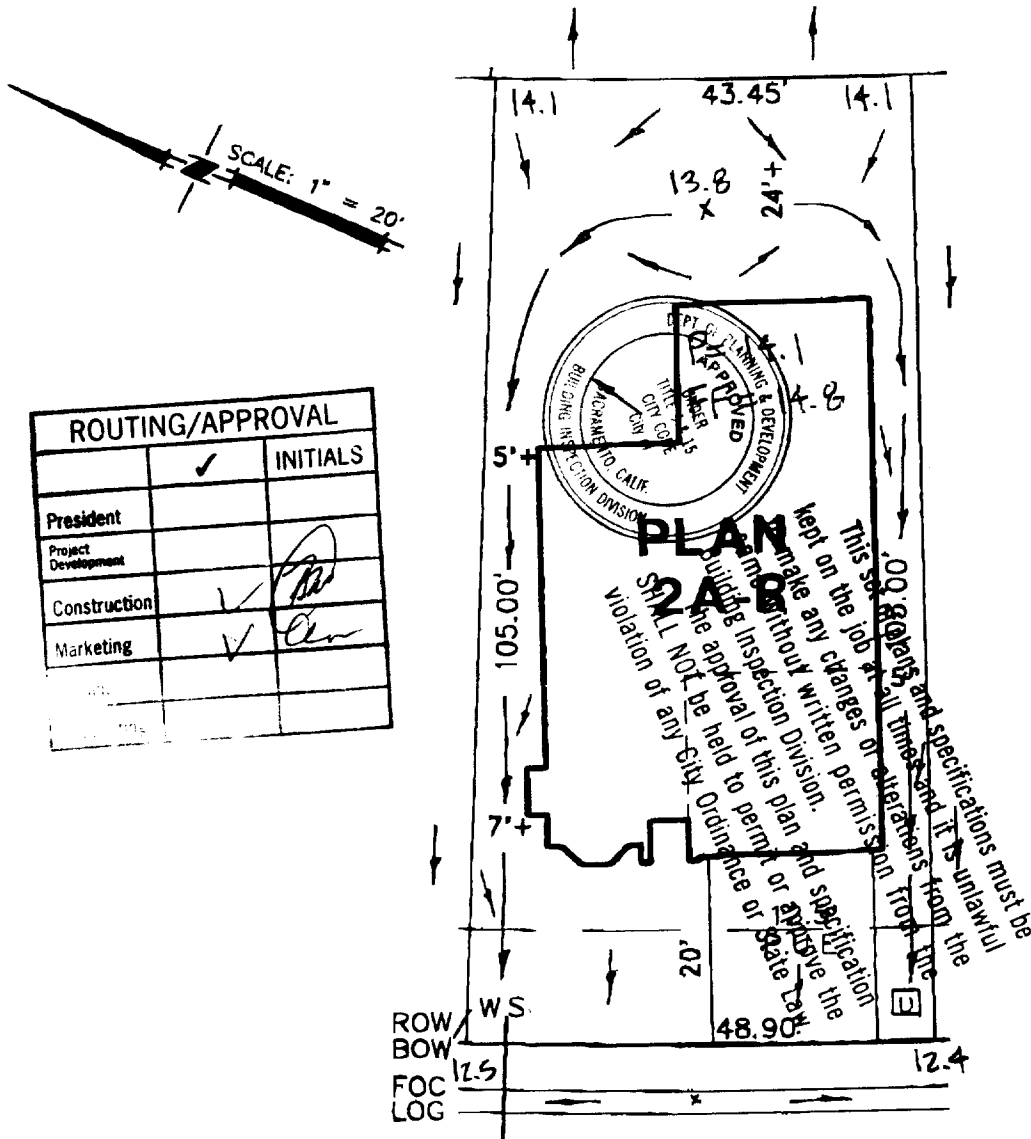 14.1 43.45' 14.1
SCALE: 1" = 20'
13.8
x
24'+
DEPT. OF PLANNING & DEVELOPMENT
BUILDING INSPECTION DIVISION
APPROVED
UNDER
CITY CODE
SACRAMENTO, CALIF.
ROUTING/APPROVAL
✓ INITIALS
President
Project
Development
Construction ✓
Marketing ✓
5'+
105.00'
PLAN
2A-R
7'+
This set of plans and specifications must be
kept on the job at all times and it is unlawful
make any changes or alterations from the
same without written permission from the
Building Inspection Division.
The approval of this plan and specification
SHALL NOT be held to permit or approve the
violation of any City Ordinance or State Law.
20'
W S
U
48.90'
ROW
BOW
12.5 12.4
FOC
LOG
x